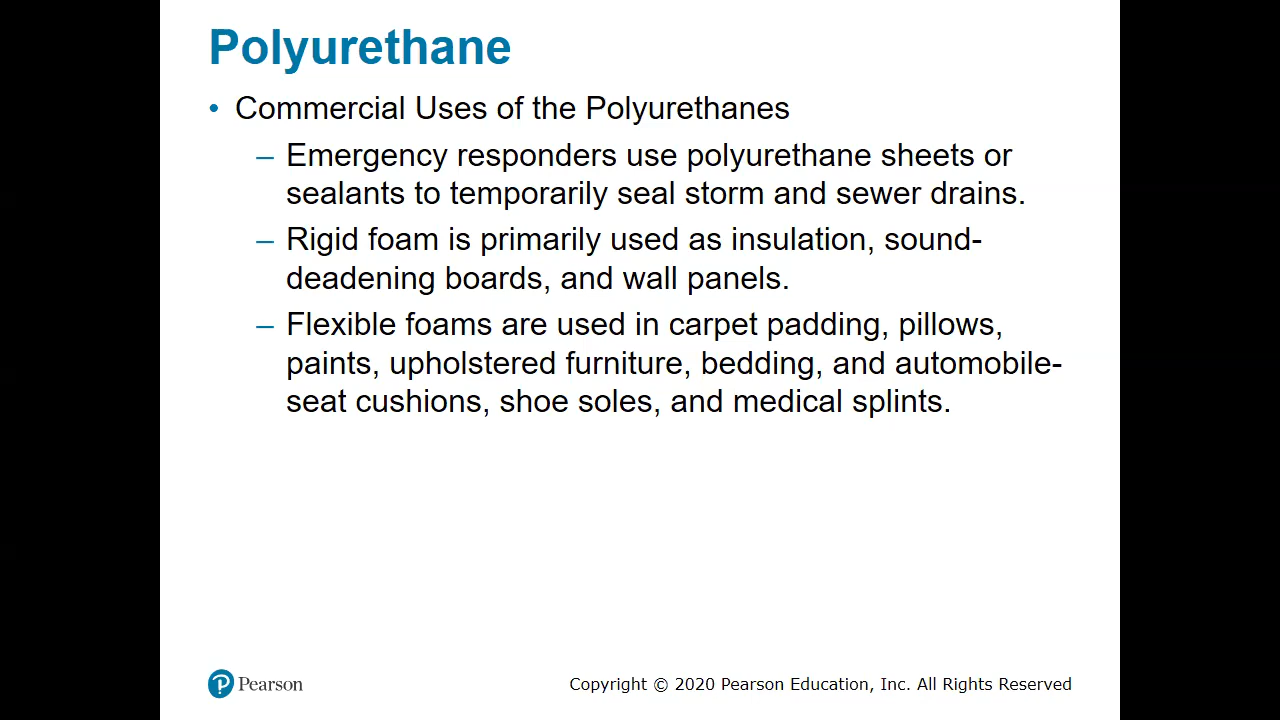 Polyurethane
• Commercial Uses of the Polyurethanes
– Emergency responders use polyurethane sheets or
sealants to temporarily seal storm and sewer drains.
– Rigid foam is primarily used as insulation, sound-
deadening boards, and wall panels.
– Flexible foams are used in carpet padding, pillows,
paints, upholstered furniture, bedding, and automobile-
seat cushions, shoe soles, and medical splints.
Pearson
Copyright © 2020 Pearson Education, Inc. All Rights Reserved